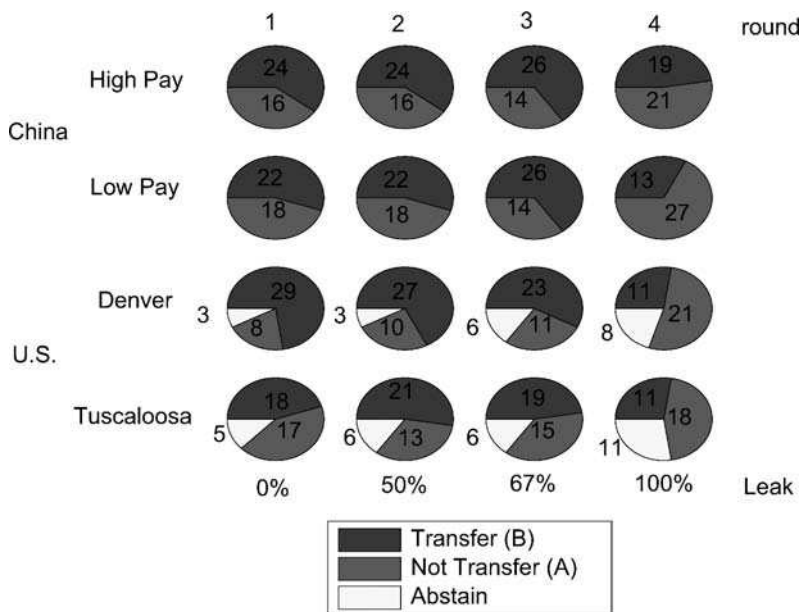 1 2 3 4 round
High Pay 24 24 26 19
16 16 14 21
China
Low Pay 22 22 26 13
18 18 14 27
Denver 29 27 23 11
3 8 3 10 6 11 8 21
U.S.
Tuscaloosa 18 21 19 11
5 17 6 13 6 15 11 18
0% 50% 67% 100% Leak
Transfer (B)
Not Transfer (A)
Abstain